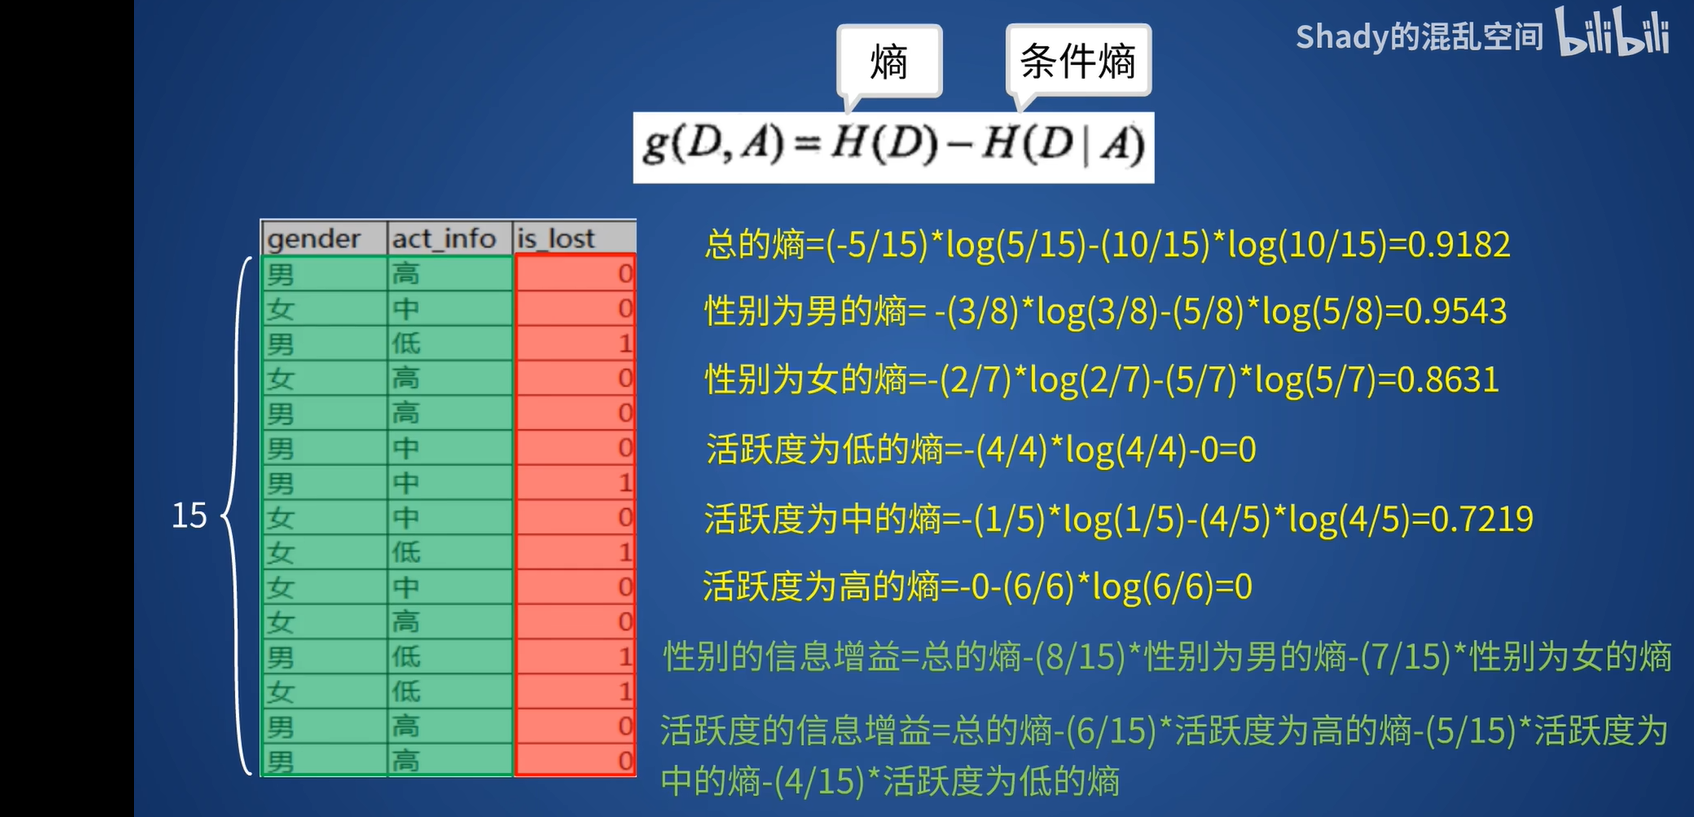 Shady的混乱空间 bilibili
熵
条件熵
g(D, A) = H(D) – H(D | A)
gender act_info is_lost
男 高 0
女 中 0
男 低 1
女 高 0
男 高 0
男 中 0
男 中 1
女 中 0
女 低 1
女 中 0
女 高 0
男 低 1
女 低 1
男 高 0
男 高 0
15
总的熵=(-5/15)*log(5/15)-(10/15)*log(10/15)=0.9182
性别为男的熵= -(3/8)*log(3/8)-(5/8)*log(5/8)=0.9543
性别为女的熵=-(2/7)*log(2/7)-(5/7)*log(5/7)=0.8631
活跃度为低的熵=-(4/4)*log(4/4)-0=0
活跃度为中的熵=-(1/5)*log(1/5)-(4/5)*log(4/5)=0.7219
活跃度为高的熵=-0-(6/6)*log(6/6)=0
性别的信息增益=总的熵-(8/15)*性别为男的熵-(7/15)*性别为女的熵
活跃度的信息增益=总的熵-(6/15)*活跃度为高的熵-(5/15)*活跃度为
中的熵-(4/15)*活跃度为低的熵